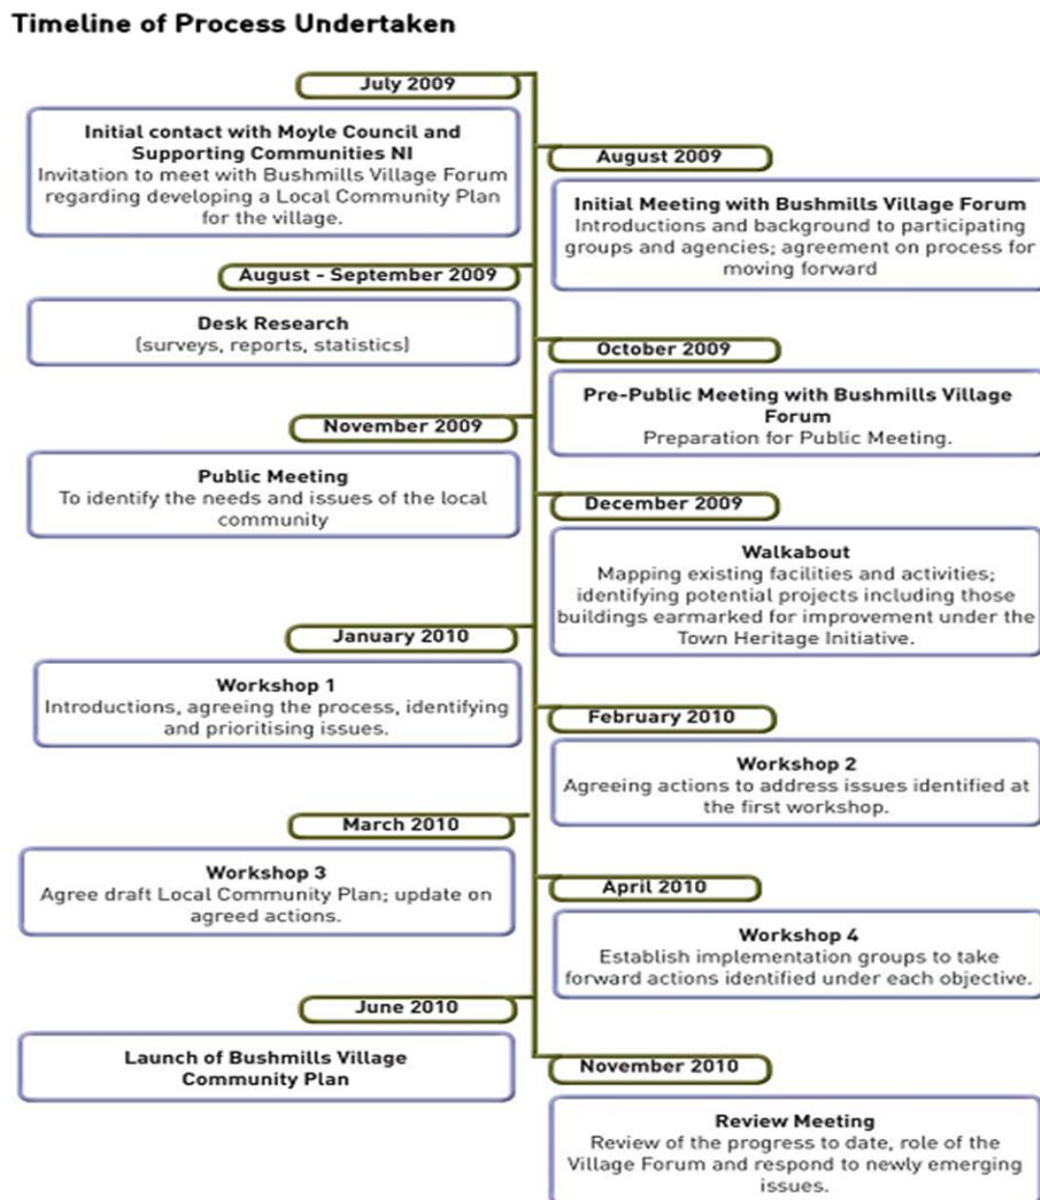 Timeline of Process Undertaken
July 2009
Initial contact with Moyle Council and
Supporting Communities NI
Invitation to meet with Bushmills Village Forum
regarding developing a Local Community Plan
for the village.
August 2009
Initial Meeting with Bushmills Village Forum
Introductions and background to participating
groups and agencies; agreement on process for
moving forward
August - September 2009
Desk Research
(surveys, reports, statistics)
October 2009
Pre-Public Meeting with Bushmills Village
Forum
Preparation for Public Meeting.
November 2009
Public Meeting
To identify the needs and issues of the local
community
December 2009
Walkabout
Mapping existing facilities and activities;
identifying potential projects including those
buildings earmarked for improvement under the
Town Heritage Initiative.
January 2010
Workshop 1
Introductions, agreeing the process, identifying
and prioritising issues.
February 2010
Workshop 2
Agreeing actions to address issues identified at
the first workshop.
March 2010
Workshop 3
Agree draft Local Community Plan; update on
agreed actions.
April 2010
Workshop 4
Establish implementation groups to take
forward actions identified under each objective.
June 2010
Launch of Bushmills Village
Community Plan
November 2010
Review Meeting
Review of the progress to date, role of the
Village Forum and respond to newly emerging
issues.